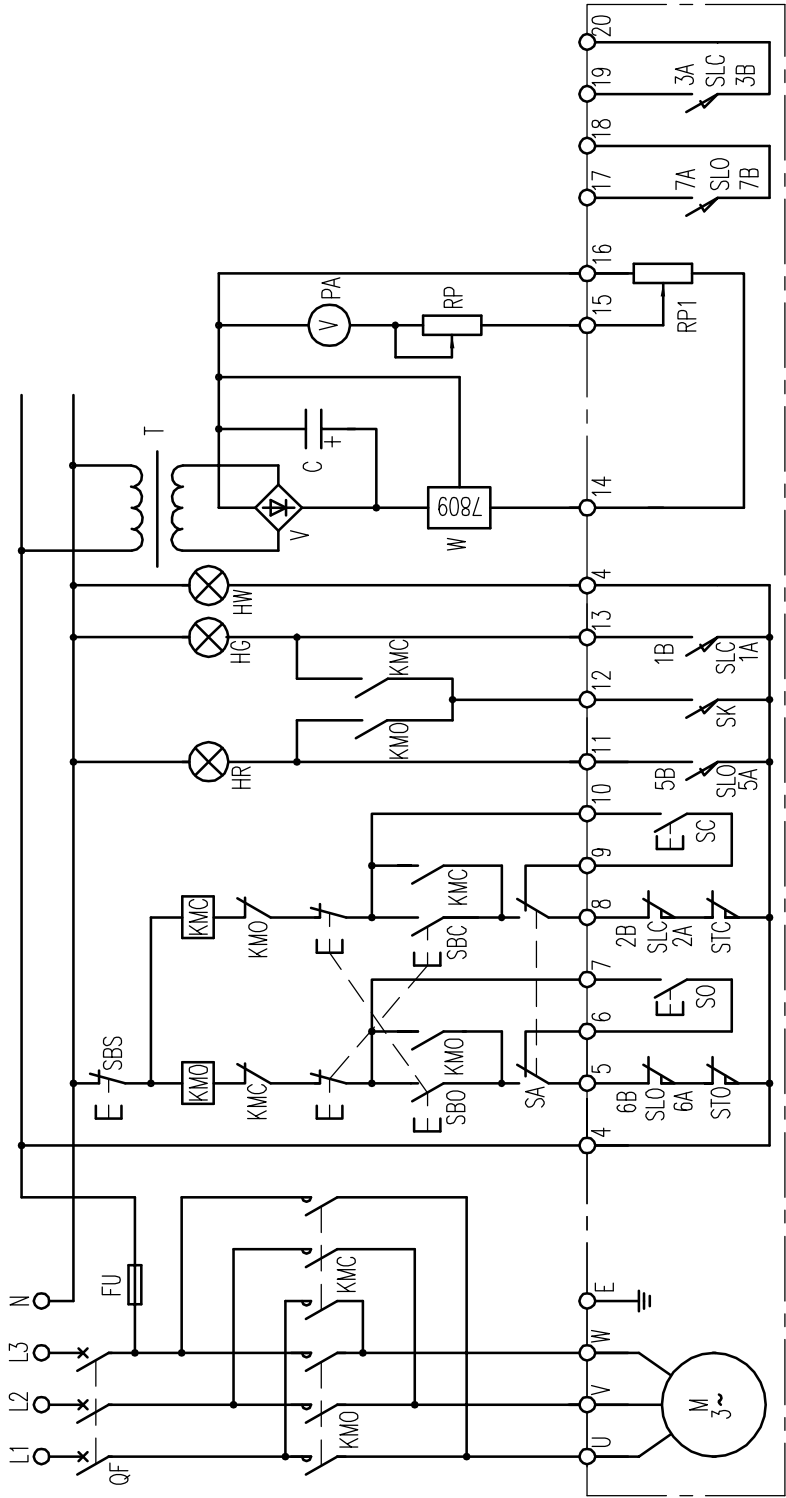 L1
L2
L3
N
QF
FU
KMO
KMC
U
V
W
E
M
3~
SBS
KMO
KMC
KMC
KMO
SBO
KMO
SBC
KMC
SA
4
5
6
7
8
9
10
6B
SLO
6A
STO
SO
2B
SLC
2A
STC
SC
HR
HG
HW
KMO
KMC
11
12
13
4
5B
SLO
5A
SK
1B
SLC
1A
T
V
C
+
W
7809
V
PA
RP
14
15
16
RP1
17
18
19
20
7A
SLO
7B
3A
SLC
3B